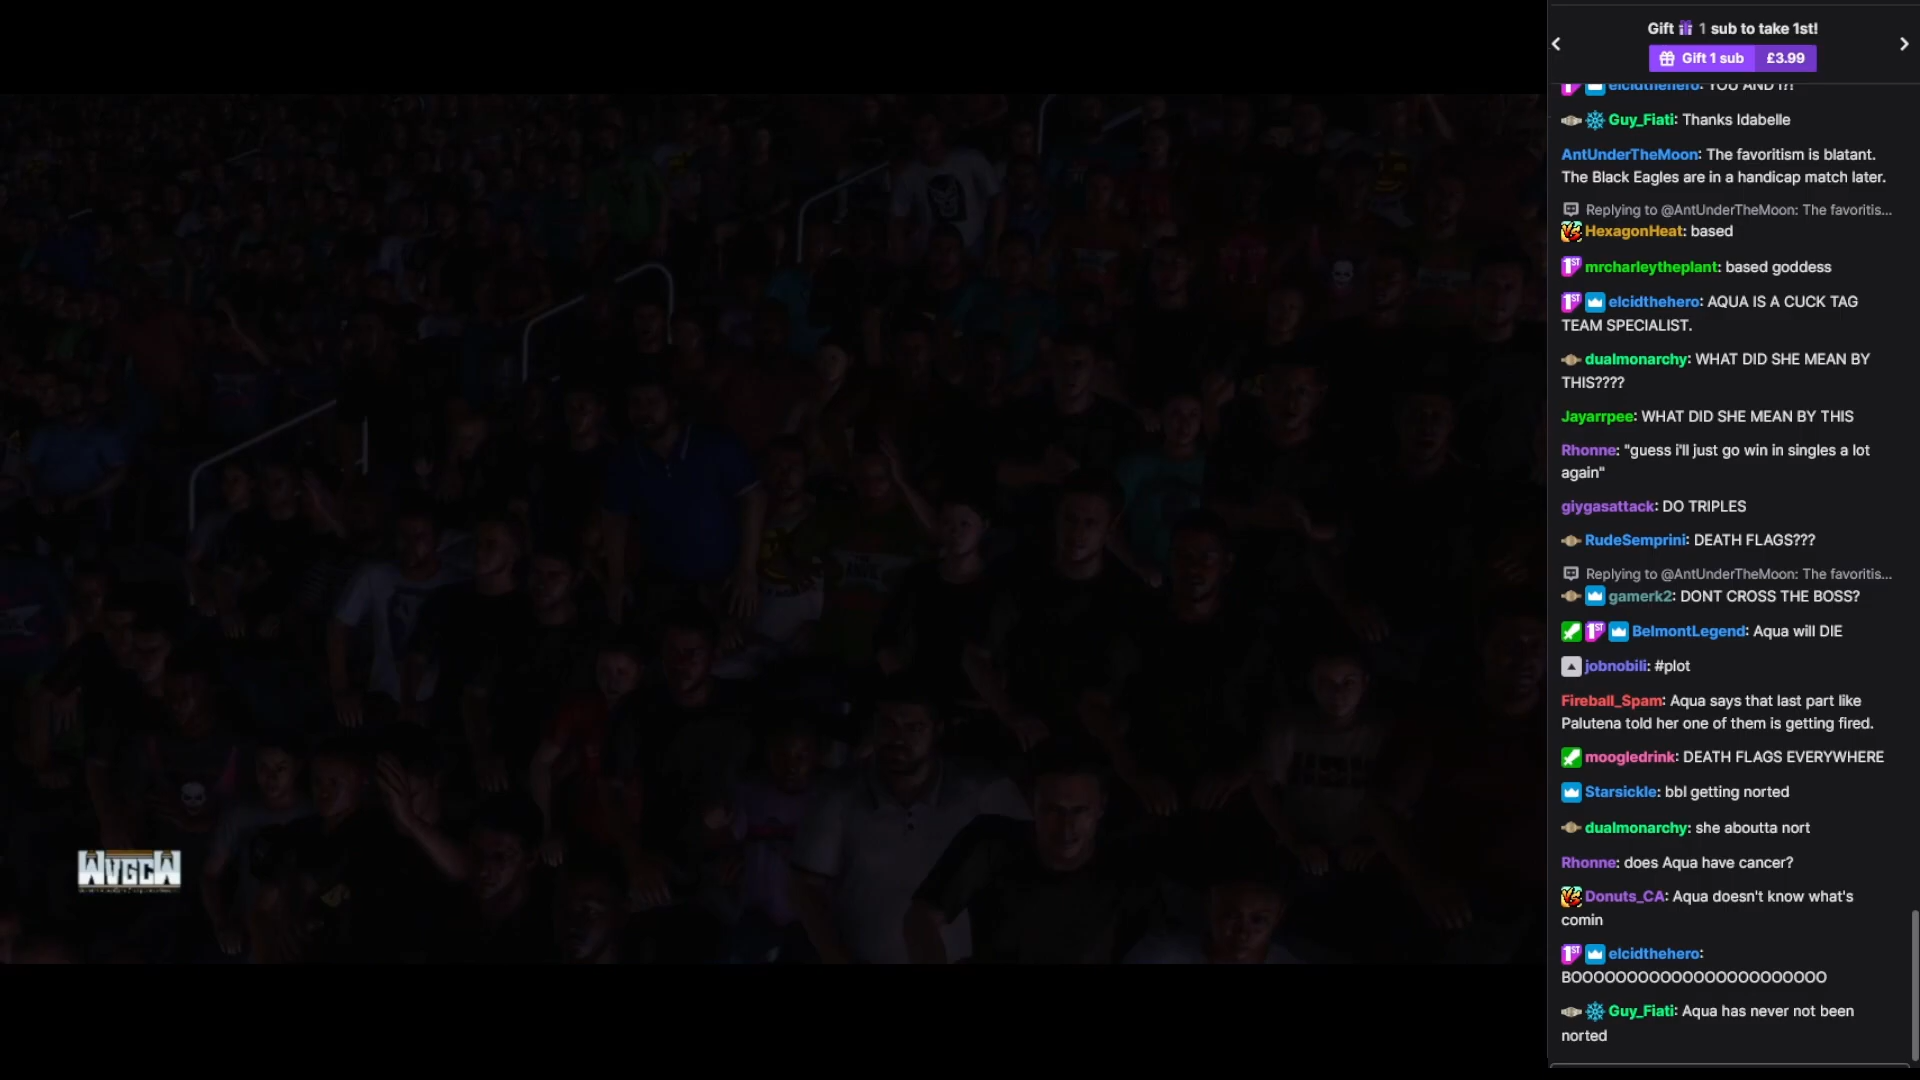 Gift 1 sub to take 1st!
Gift 1 sub £3.99
elcidthehero: YOU AND I?!
Guy_Fiati: Thanks Idabelle
AntUnderTheMoon: The favoritism is blatant.
The Black Eagles are in a handicap match later.
Replying to @AntUnderTheMoon: The favoritis...
HexagonHeat: based
mrcharleytheplant: based goddess
elcidthehero: AQUA IS A CUCK TAG
TEAM SPECIALIST.
dualmonarchy: WHAT DID SHE MEAN BY
THIS????
Jayarrpee: WHAT DID SHE MEAN BY THIS
Rhonne: "guess i'll just go win in singles a lot
again"
giygasattack: DO TRIPLES
RudeSemprini: DEATH FLAGS???
Replying to @AntUnderTheMoon: The favoritis...
gamerk2: DONT CROSS THE BOSS?
BelmontLegend: Aqua will DIE
jobnobili: #plot
Fireball_Spam: Aqua says that last part like
Palutena told her one of them is getting fired.
moogledrink: DEATH FLAGS EVERYWHERE
Starsickle: bbl getting norted
dualmonarchy: she aboutta nort
Rhonne: does Aqua have cancer?
Donuts_CA: Aqua doesn't know what's
comin
elcidthehero:
BOOOOOOOOOOOOOOOOOOOOOOO
Guy_Fiati: Aqua has never not been
norted
WVGCW